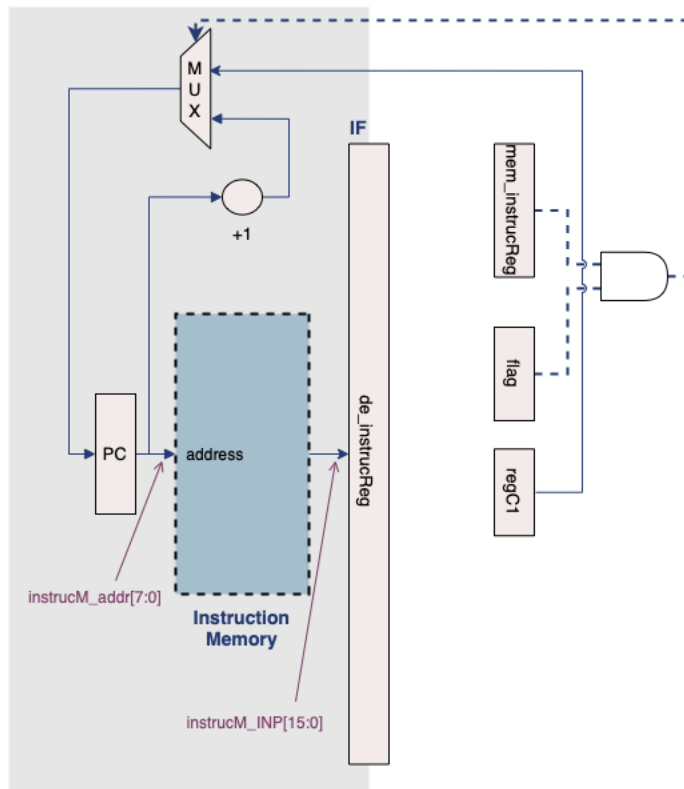 M
U
X
IF
+1
mem_instrucReg
flag
regC1
PC
address
de_instrucReg
instrucM_addr[7:0]
Instruction
Memory
instrucM_INP[15:0]